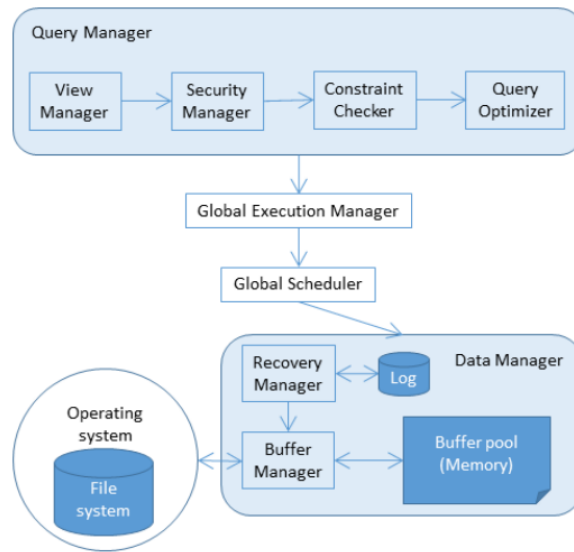 Query Manager
View
Manager
Security
Manager
Constraint
Checker
Query
Optimizer
Global Execution Manager
Global Scheduler
Recovery
Manager
Log
Data Manager
Operating
system
File
system
Buffer
Manager
Buffer pool
(Memory)